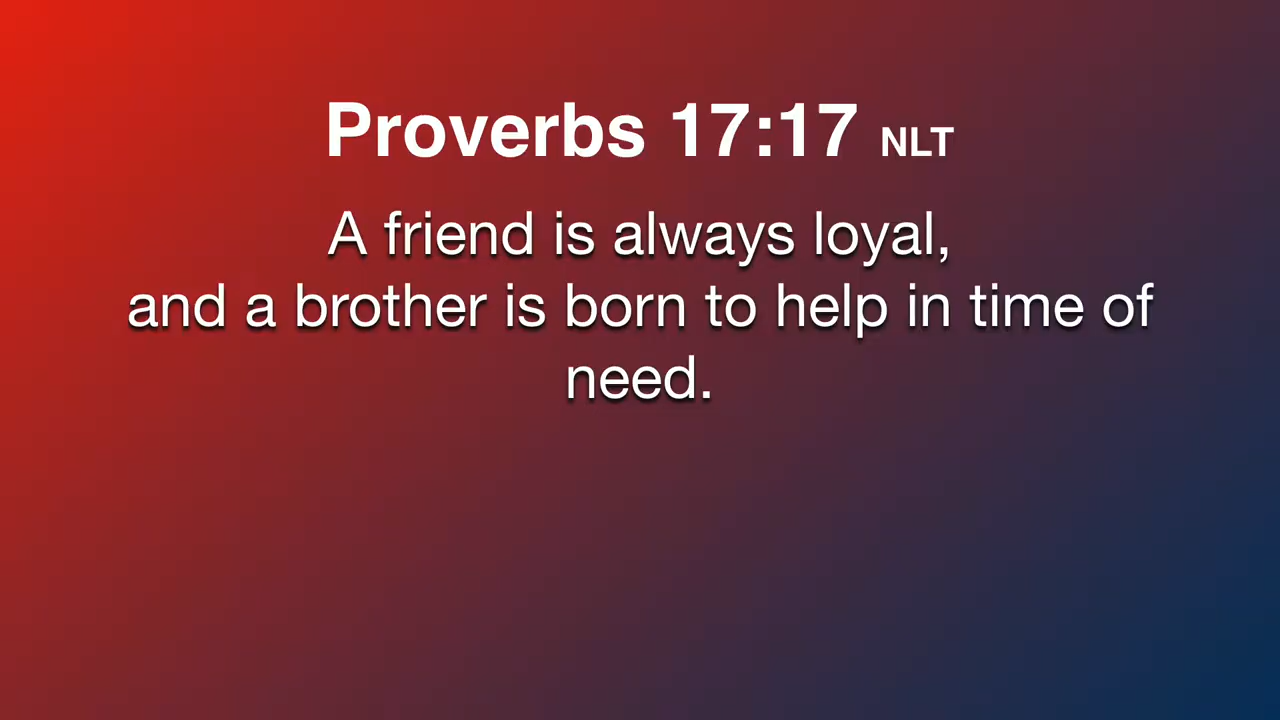 Proverbs 17:17 NLT
A friend is always loyal,
and a brother is born to help in time of
need.